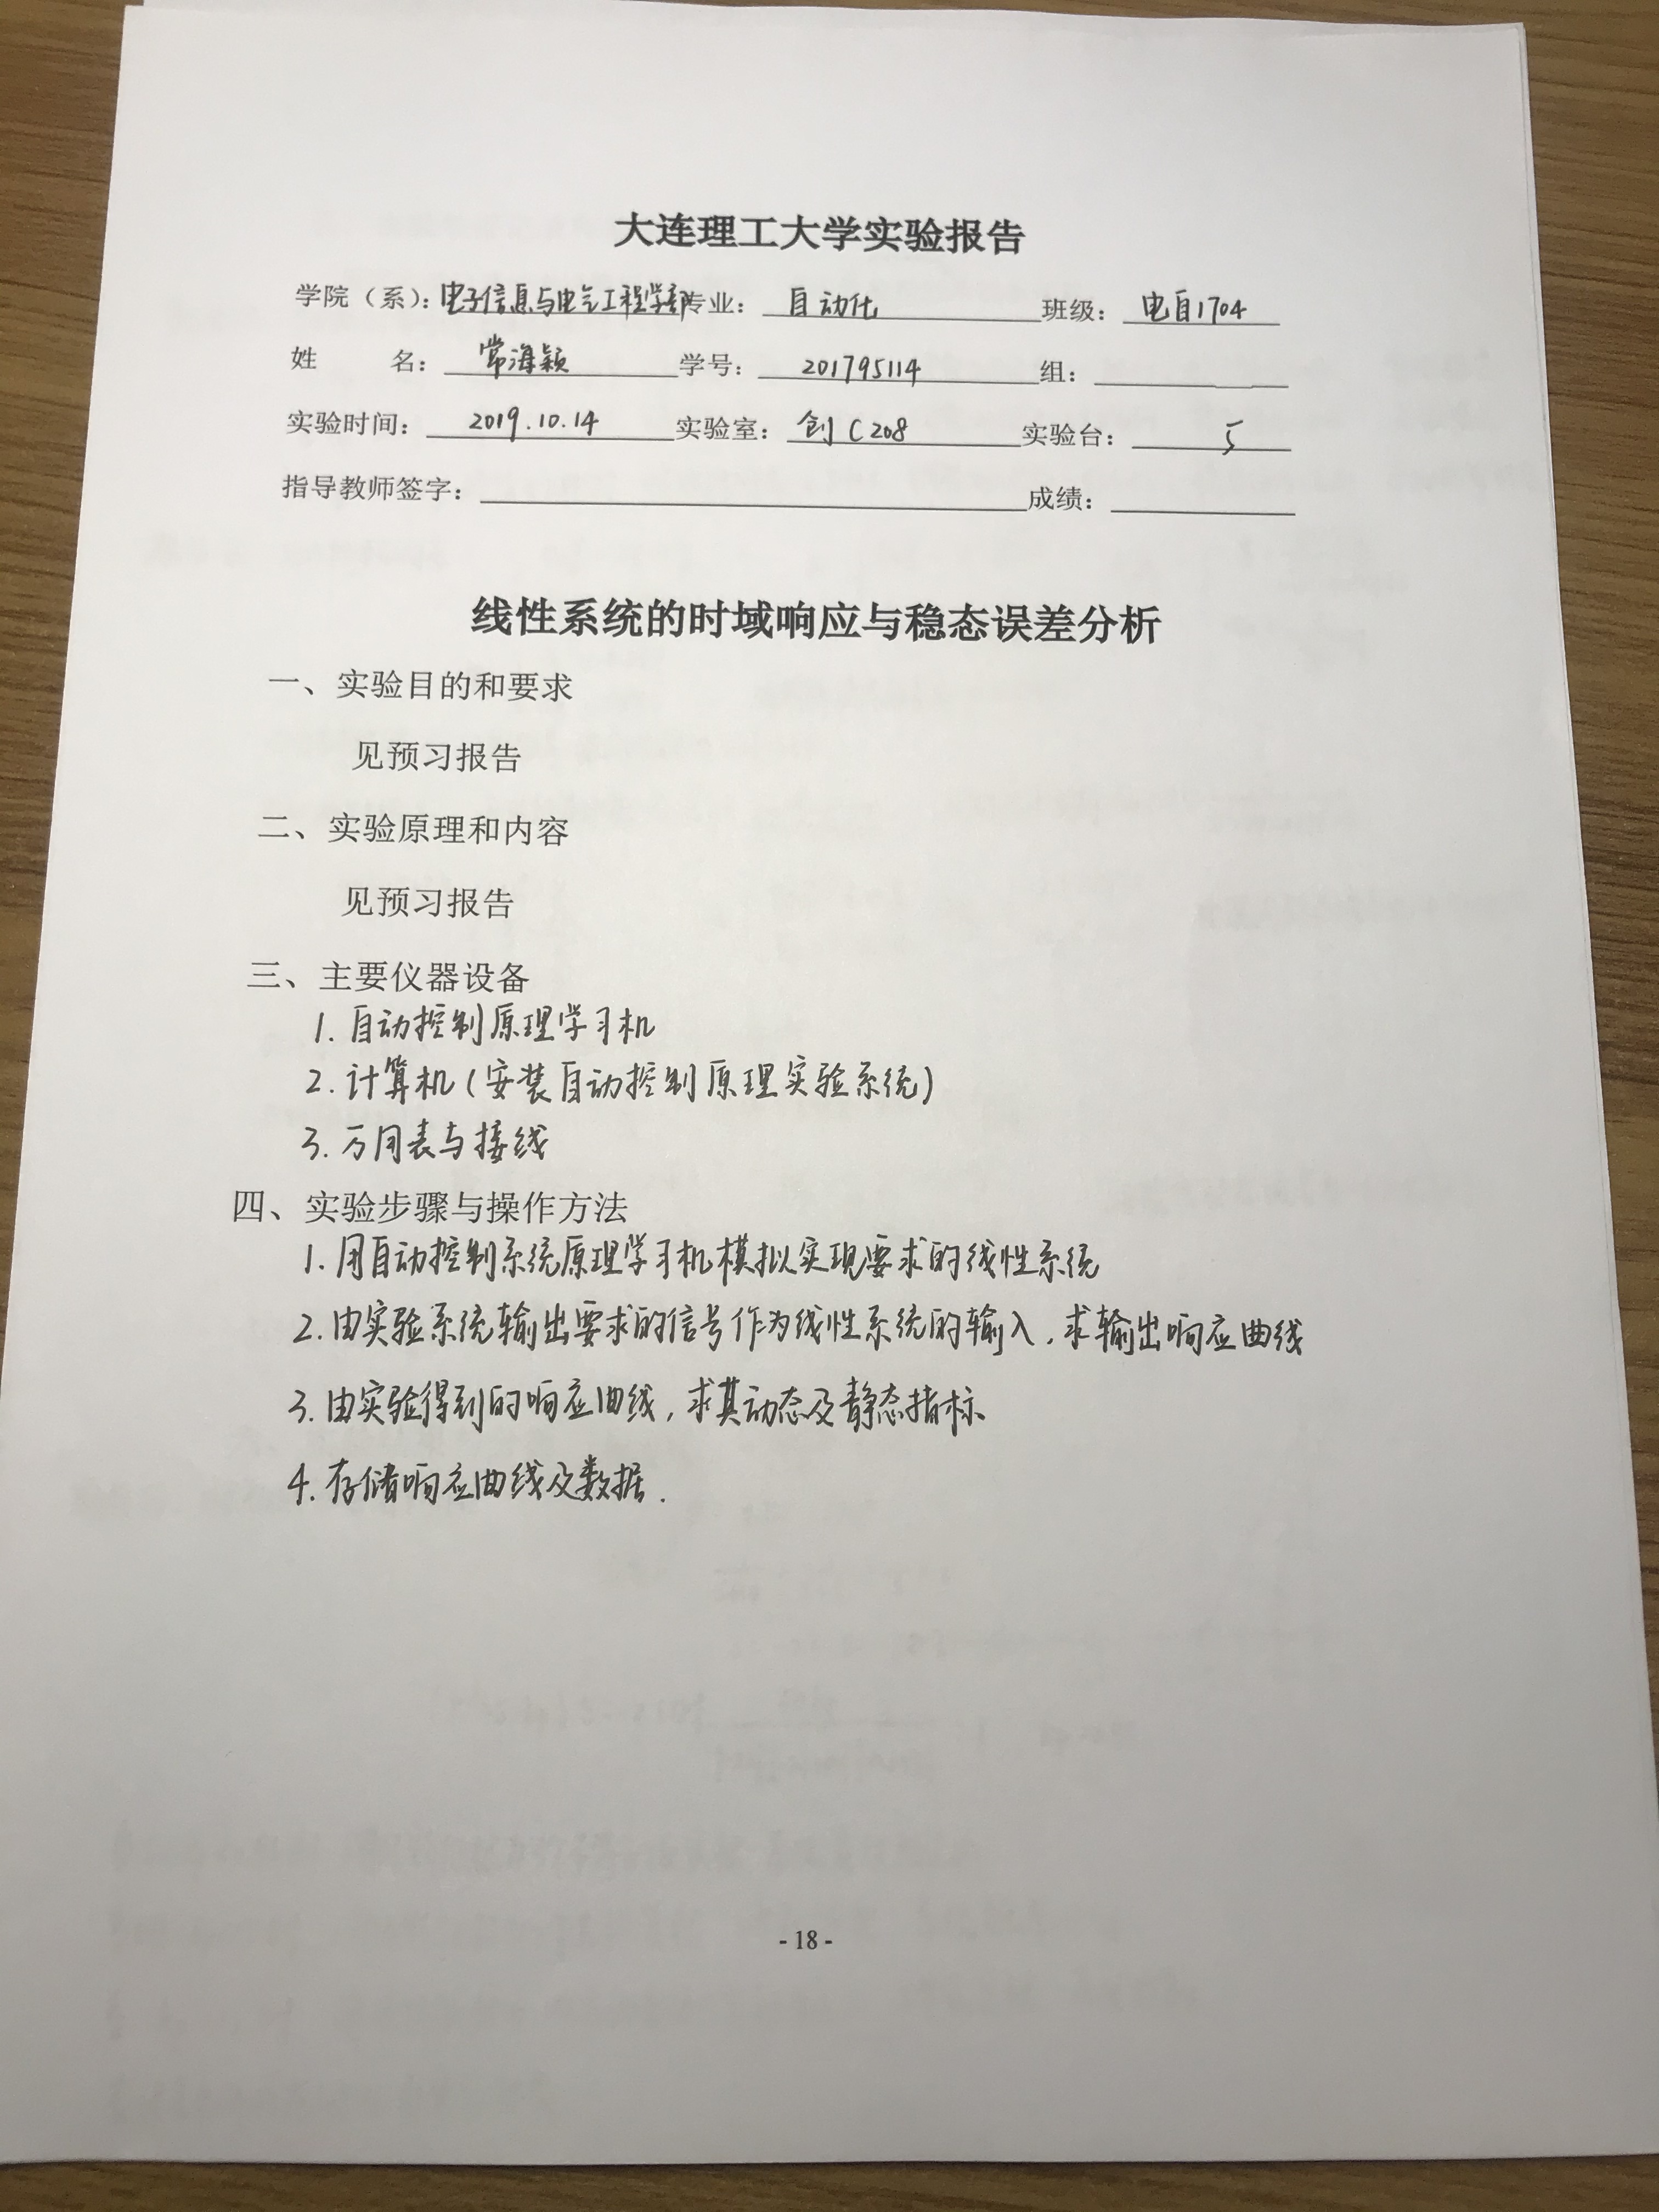 大连理工大学实验报告
学院（系）：电子信息与电气工程学部专业： 自动化 班级： 电自1704
姓 名： 常海颖 学号： 201795114 组：
实验时间： 2019.10.14 实验室： 创C208 实验台： 5
指导教师签字： 成绩：
线性系统的时域响应与稳态误差分析
一、实验目的和要求
见预习报告
二、实验原理和内容
见预习报告
三、主要仪器设备
1.自动控制原理学习机
2.计算机(安装自动控制原理实验系统)
3.万用表与接线
四、实验步骤与操作方法
1.用自动控制系统原理学习机模拟实现要求的线性系统
2.由实验系统输出要求的信号作为线性系统的输入,求输出响应曲线
3.由实验得到的响应曲线,求其动态及静态指标
4.存储响应曲线及数据.
- 18 -